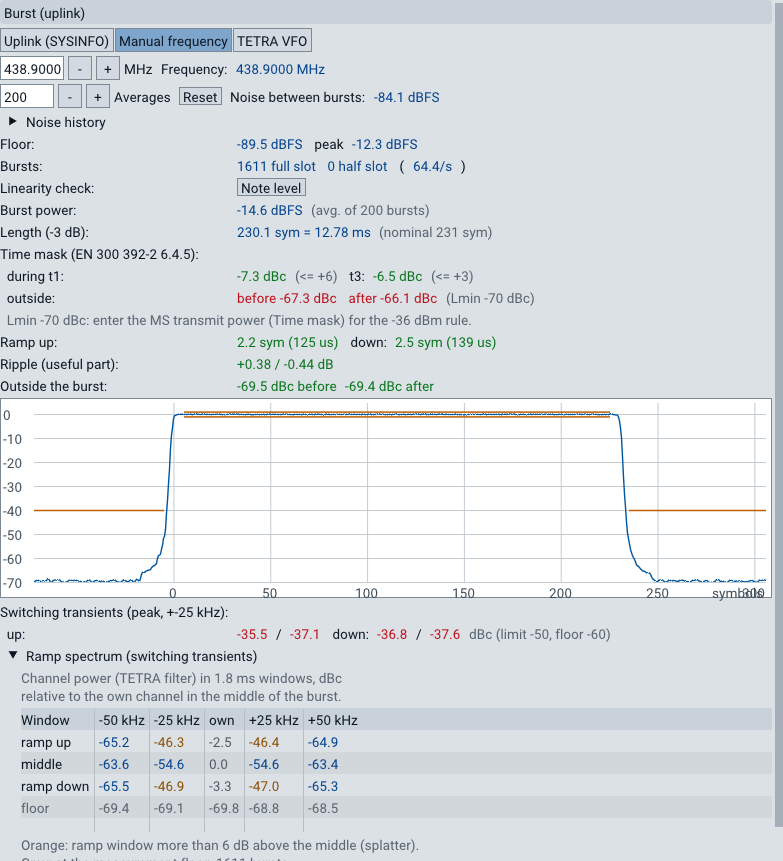 Burst (uplink)
Uplink (SYSINFO) Manual frequency TETRA VFO
438.9000 - + MHz Frequency: 438.9000 MHz
200 - + Averages Reset Noise between bursts: -84.1 dBFS
Noise history
Floor: -89.5 dBFS peak -12.3 dBFS
Bursts: 1611 full slot 0 half slot ( 64.4/s )
Linearity check: Note level
Burst power: -14.6 dBFS (avg. of 200 bursts)
Length (-3 dB): 230.1 sym = 12.78 ms (nominal 231 sym)
Time mask (EN 300 392-2 6.4.5):
during t1: -7.3 dBc (<= +6) t3: -6.5 dBc (<= +3)
outside: before -67.3 dBc after -66.1 dBc (Lmin -70 dBc)
Lmin -70 dBc: enter the MS transmit power (Time mask) for the -36 dBm rule.
Ramp up: 2.2 sym (125 us) down: 2.5 sym (139 us)
Ripple (useful part): +0.38 / -0.44 dB
Outside the burst: -69.5 dBc before -69.4 dBc after
0
-10
-20
-30
-40
-50
-60
-70
0 50 100 150 200 250 symbols 300
Switching transients (peak, +-25 kHz):
up: -35.5 / -37.1 down: -36.8 / -37.6 dBc (limit -50, floor -60)
Ramp spectrum (switching transients)
Channel power (TETRA filter) in 1.8 ms windows, dBc
relative to the own channel in the middle of the burst.
Window -50 kHz -25 kHz own +25 kHz +50 kHz
ramp up -65.2 -46.3 -2.5 -46.4 -64.9
middle -63.6 -54.6 0.0 -54.6 -63.4
ramp down -65.5 -46.9 -3.3 -47.0 -65.3
floor -69.4 -69.1 -69.8 -68.8 -68.5
Orange: ramp window more than 6 dB above the middle (splatter).